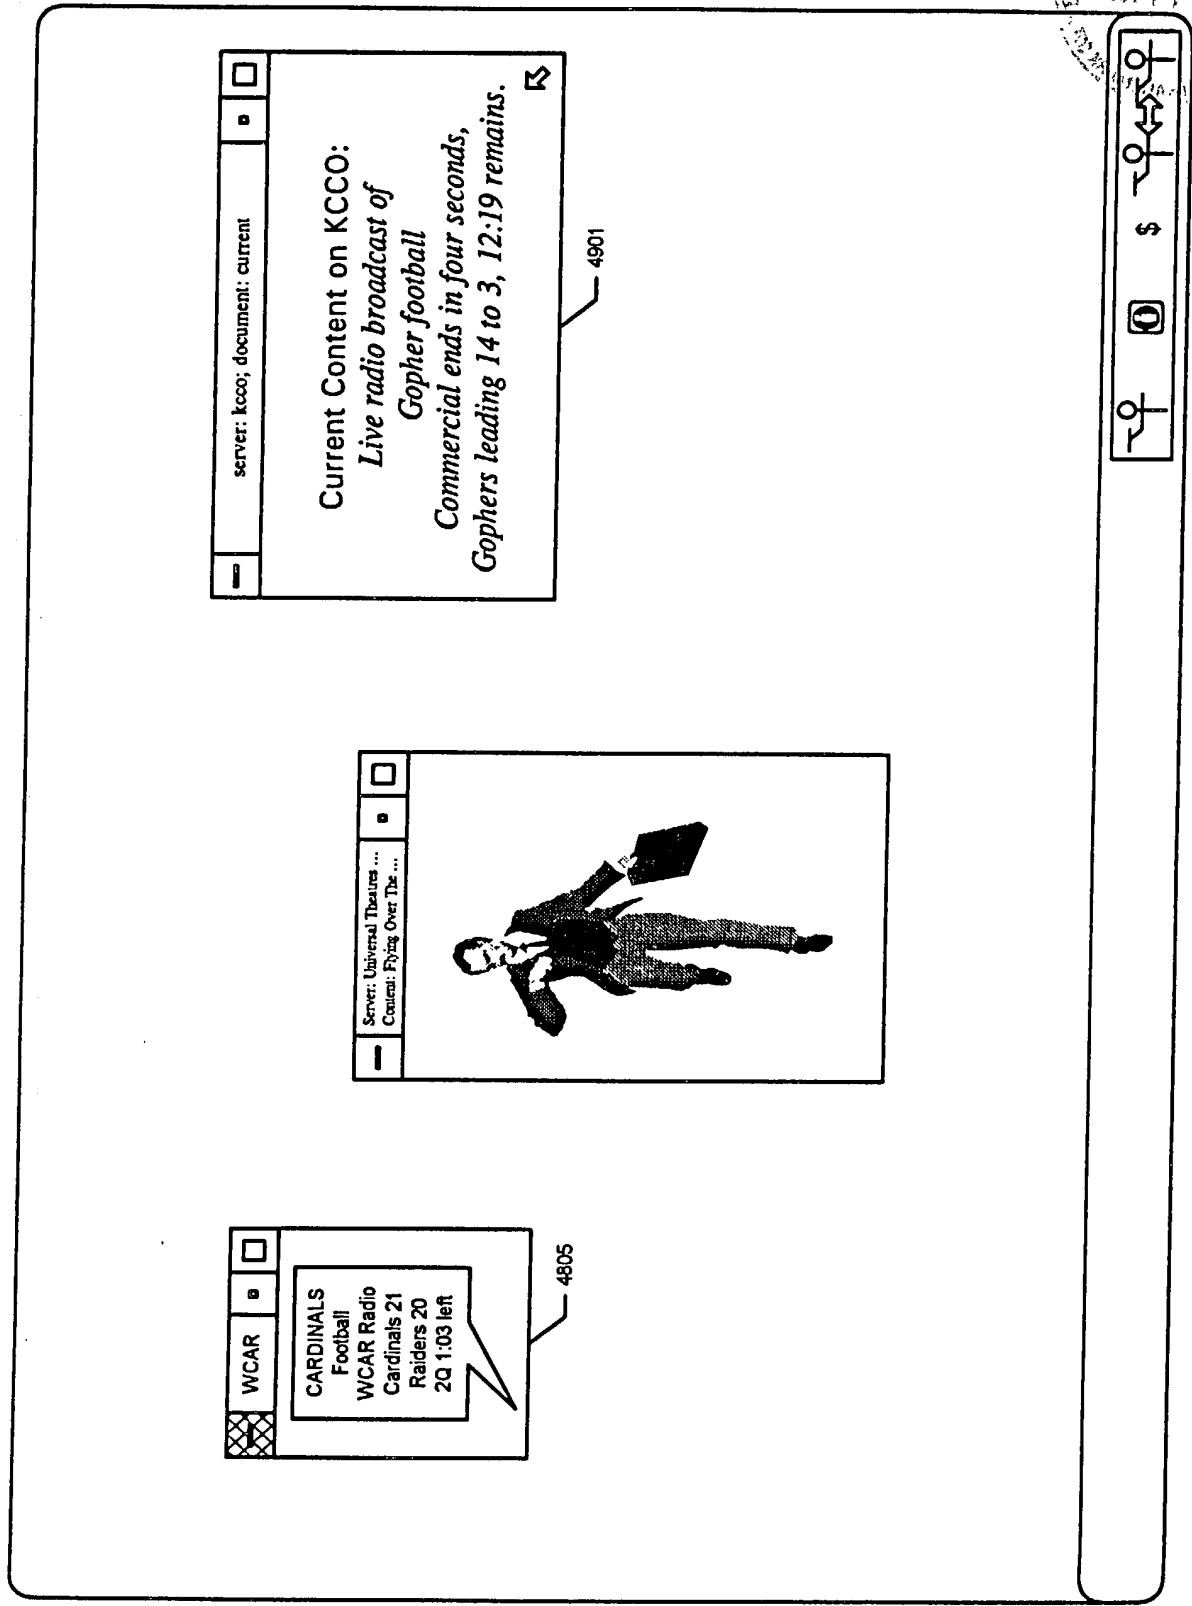 WCAR
CARDINALS
Football
WCAR Radio
Cardinals 21
Raiders 20
2Q 1:03 left
4805
Server: Universal Theatres ...
Content: Flying Over The ...
server: kcco; document: current
Current Content on KCCO:
Live radio broadcast of
Gopher football
Commercial ends in four seconds,
Gophers leading 14 to 3, 12:19 remains.
4901
$